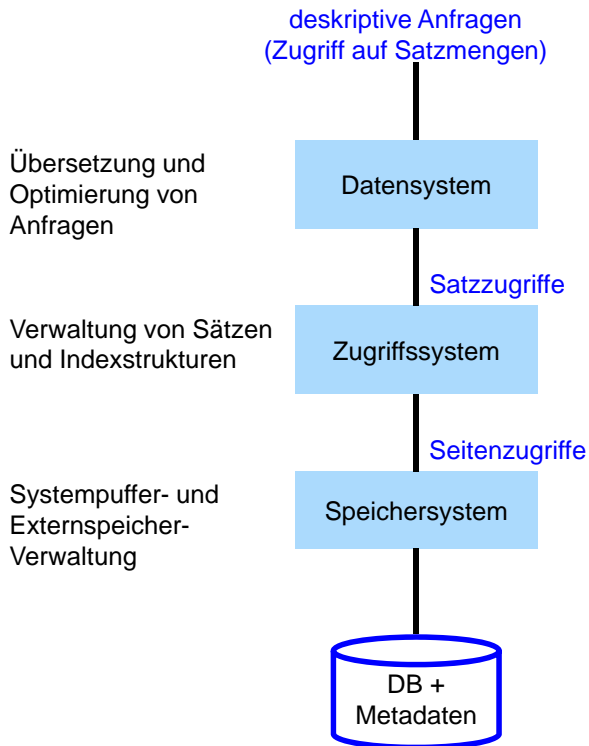 deskriptive Anfragen
(Zugriff auf Satzmengen)
Übersetzung und
Optimierung von
Anfragen
Datensystem
Satzzugriffe
Verwaltung von Sätzen
und Indexstrukturen
Zugriffssystem
Seitenzugriffe
Systempuffer- und
Externspeicher-
Verwaltung
Speichersystem
DB +
Metadaten